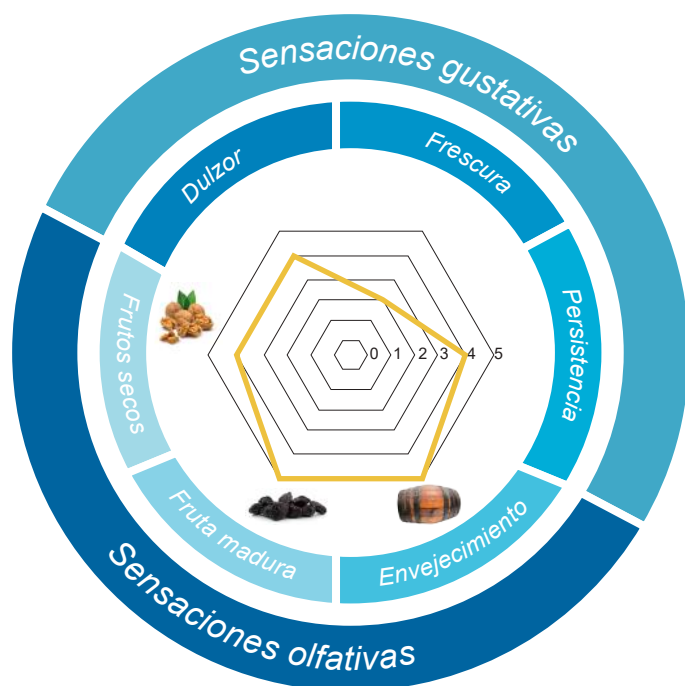 Sensaciones gustativas
Dulzor
Frescura
Persistencia
Frutos secos
0 1 2 3 4 5
Fruta madura
Envejecimiento
Sensaciones olfativas